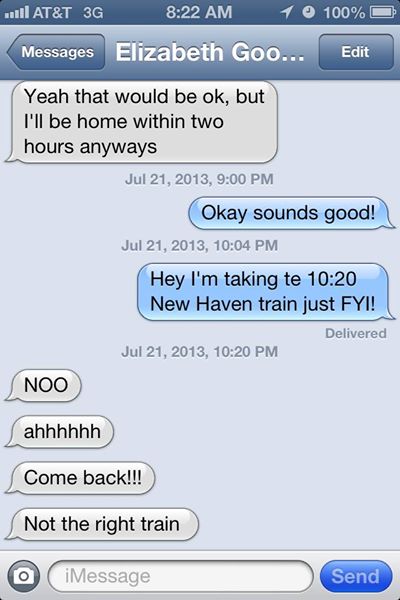 AT&T 3G 8:22 AM 100%
Messages Elizabeth Goo... Edit
Yeah that would be ok, but
I'll be home within two
hours anyways
Jul 21, 2013, 9:00 PM
Okay sounds good!
Jul 21, 2013, 10:04 PM
Hey I'm taking te 10:20
New Haven train just FYI!
Delivered
Jul 21, 2013, 10:20 PM
NOO
ahhhhhh
Come back!!!
Not the right train
iMessage Send